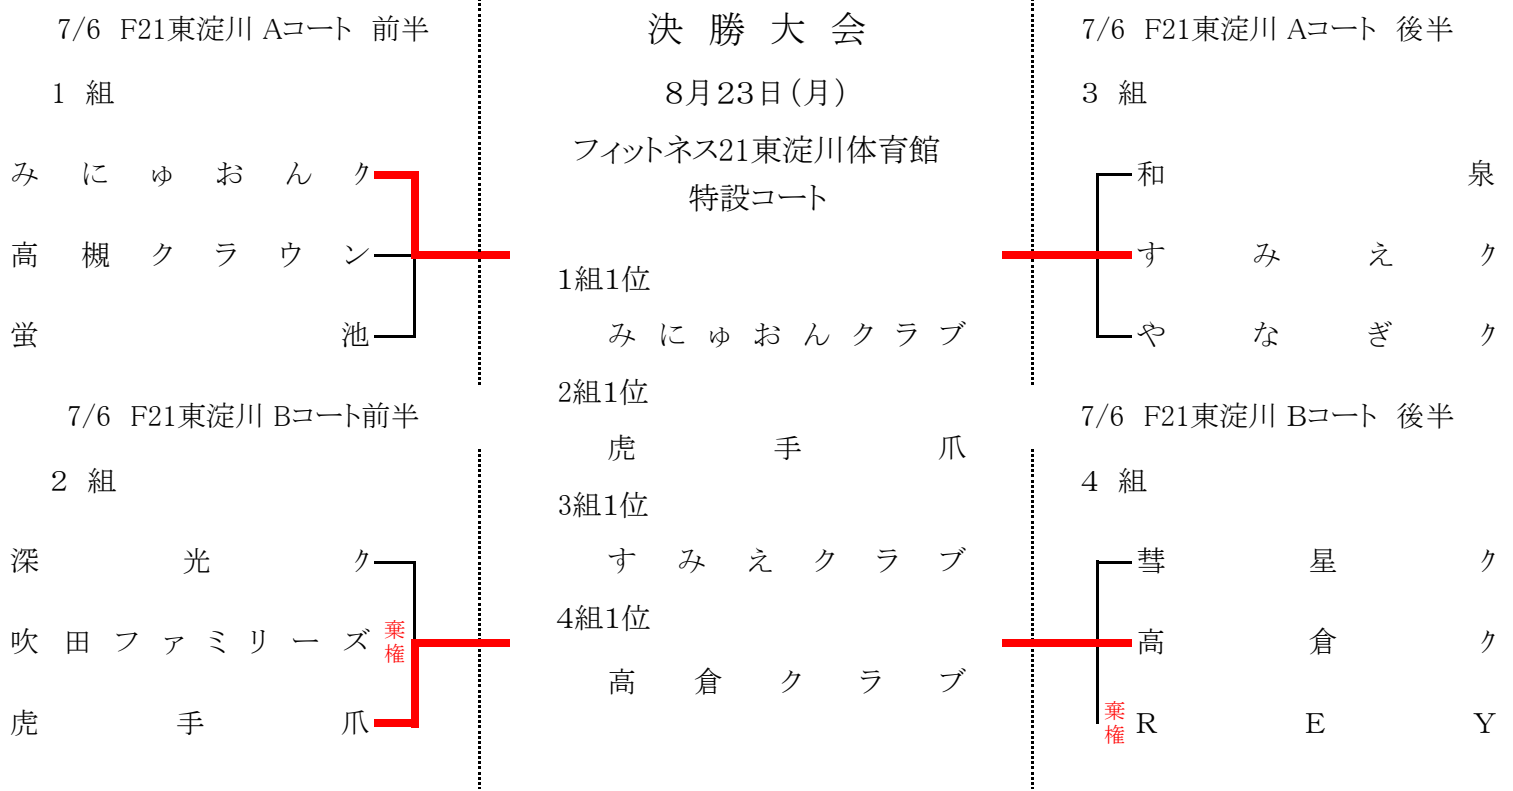 7/6 F21東淀川 Aコート 前半
1 組
みにゅおんク
高槻クラウン
蛍池
7/6 F21東淀川 Bコート前半
2 組
深光ク
吹田ファミリーズ
棄権
虎手爪
決勝大会
8月23日(月)
フィットネス21東淀川体育館
特設コート
1組1位
みにゅおんクラブ
2組1位
虎手爪
3組1位
すみえクラブ
4組1位
高倉クラブ
7/6 F21東淀川 Aコート 後半
3 組
和泉
すみえク
やなぎク
7/6 F21東淀川 Bコート 後半
4 組
彗星ク
高倉ク
棄権
REY